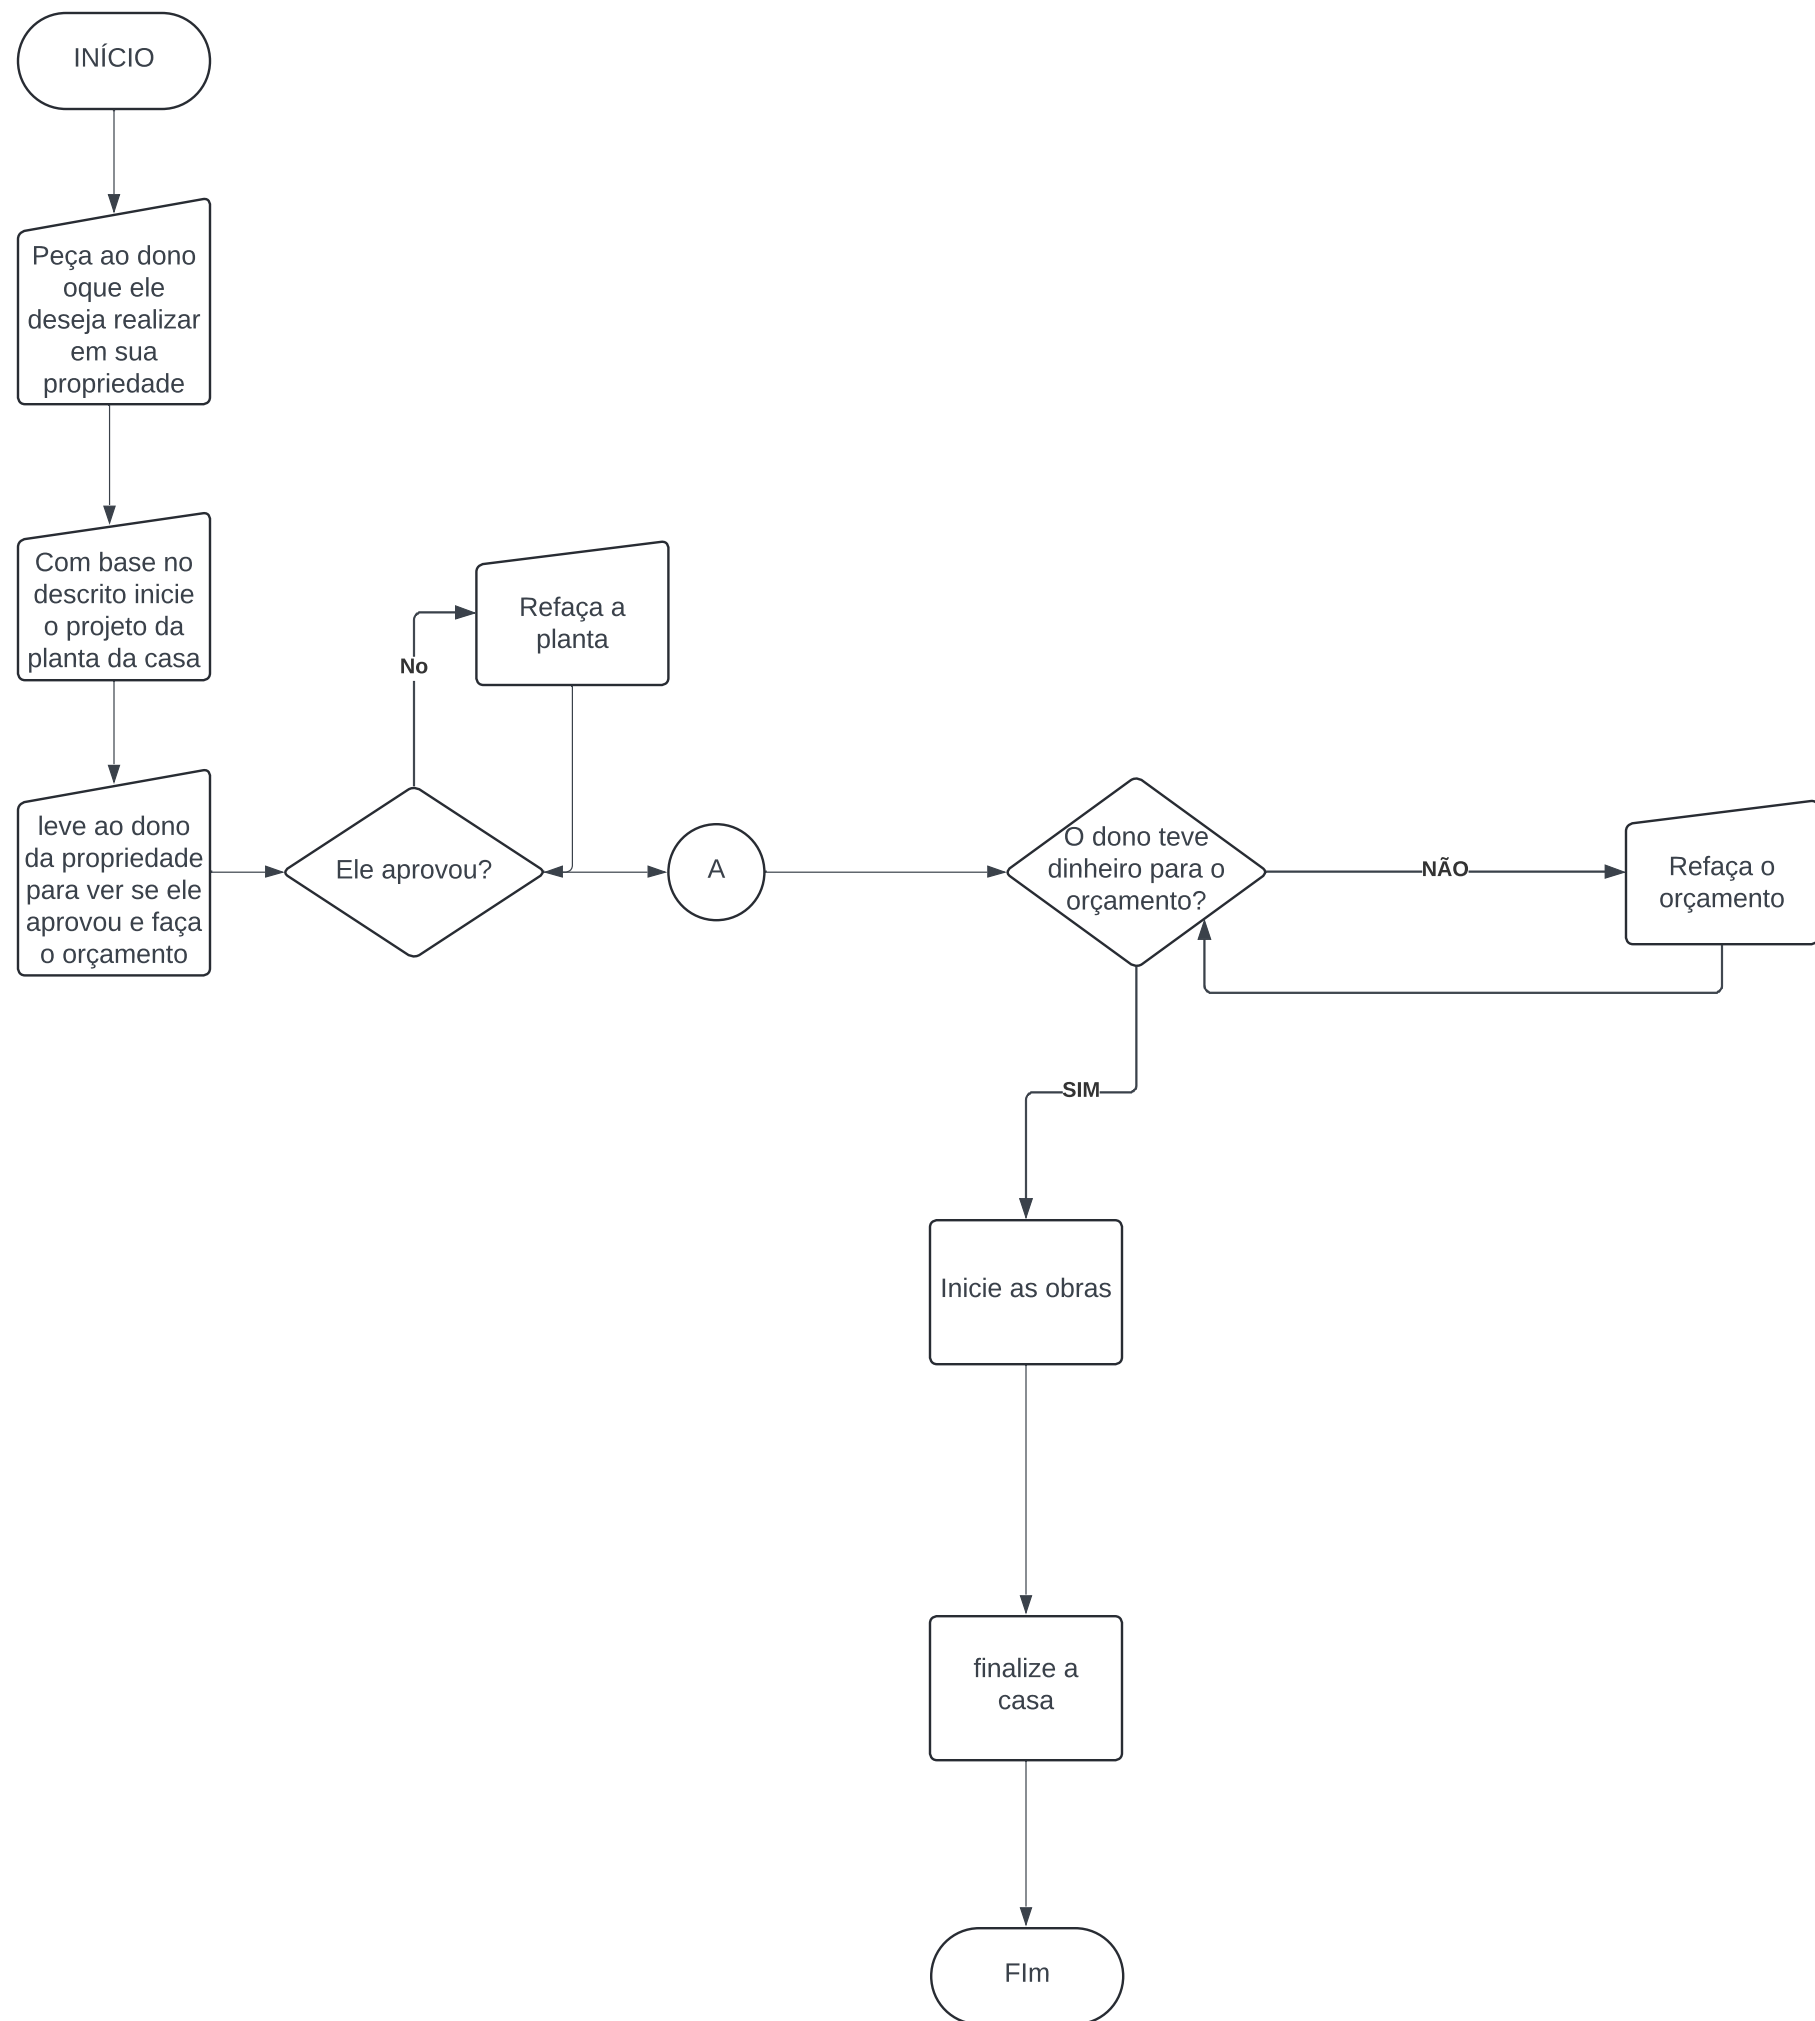 INÍCIO
Peça ao dono
oque ele
deseja realizar
em sua
propriedade
Com base no
descrito inicie
o projeto da
planta da casa
Refaça a
planta
No
leve ao dono
da propriedade
para ver se ele
aprovou e faça
o orçamento
Ele aprovou?
A
O dono teve
dinheiro para o
orçamento?
NÃO
Refaça o
orçamento
SIM
Inicie as obras
finalize a
casa
FIm